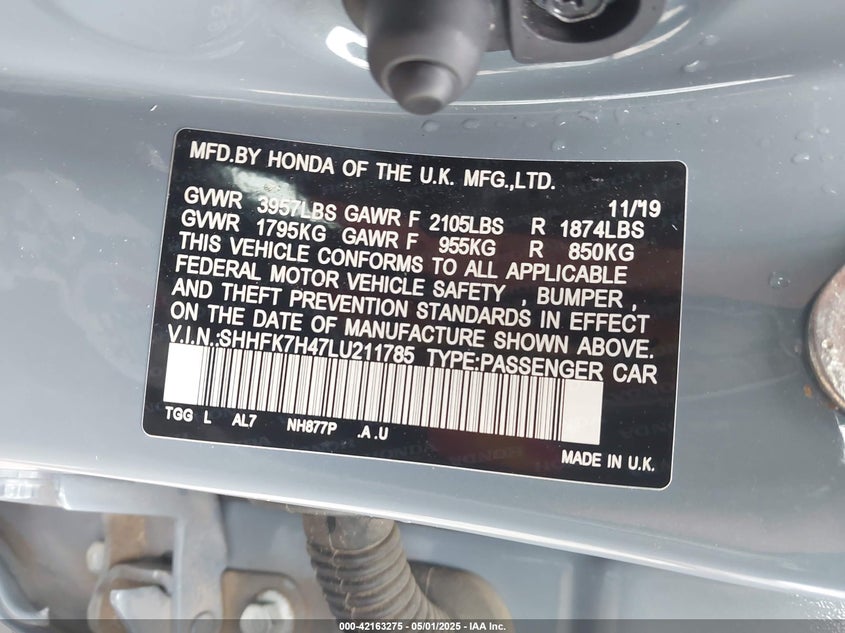 MFD.BY HONDA OF THE U.K. MFG.,LTD.
11/19
GVWR 3957LBS GAWR F 2105LBS R 1874LBS
GVWR 1795KG GAWR F 955KG R 850KG
THIS VEHICLE CONFORMS TO ALL APPLICABLE
FEDERAL MOTOR VEHICLE SAFETY , BUMPER ,
AND THEFT PREVENTION STANDARDS IN EFFECT
ON THE DATE OF MANUFACTURE SHOWN ABOVE.
V.I.N.:SHHFK7H47LU211785 TYPE:PASSENGER CAR
TGG L AL7 NH877P .A .U
MADE IN U.K.
000-42163275 - 05/01/2025 - IAA Inc.